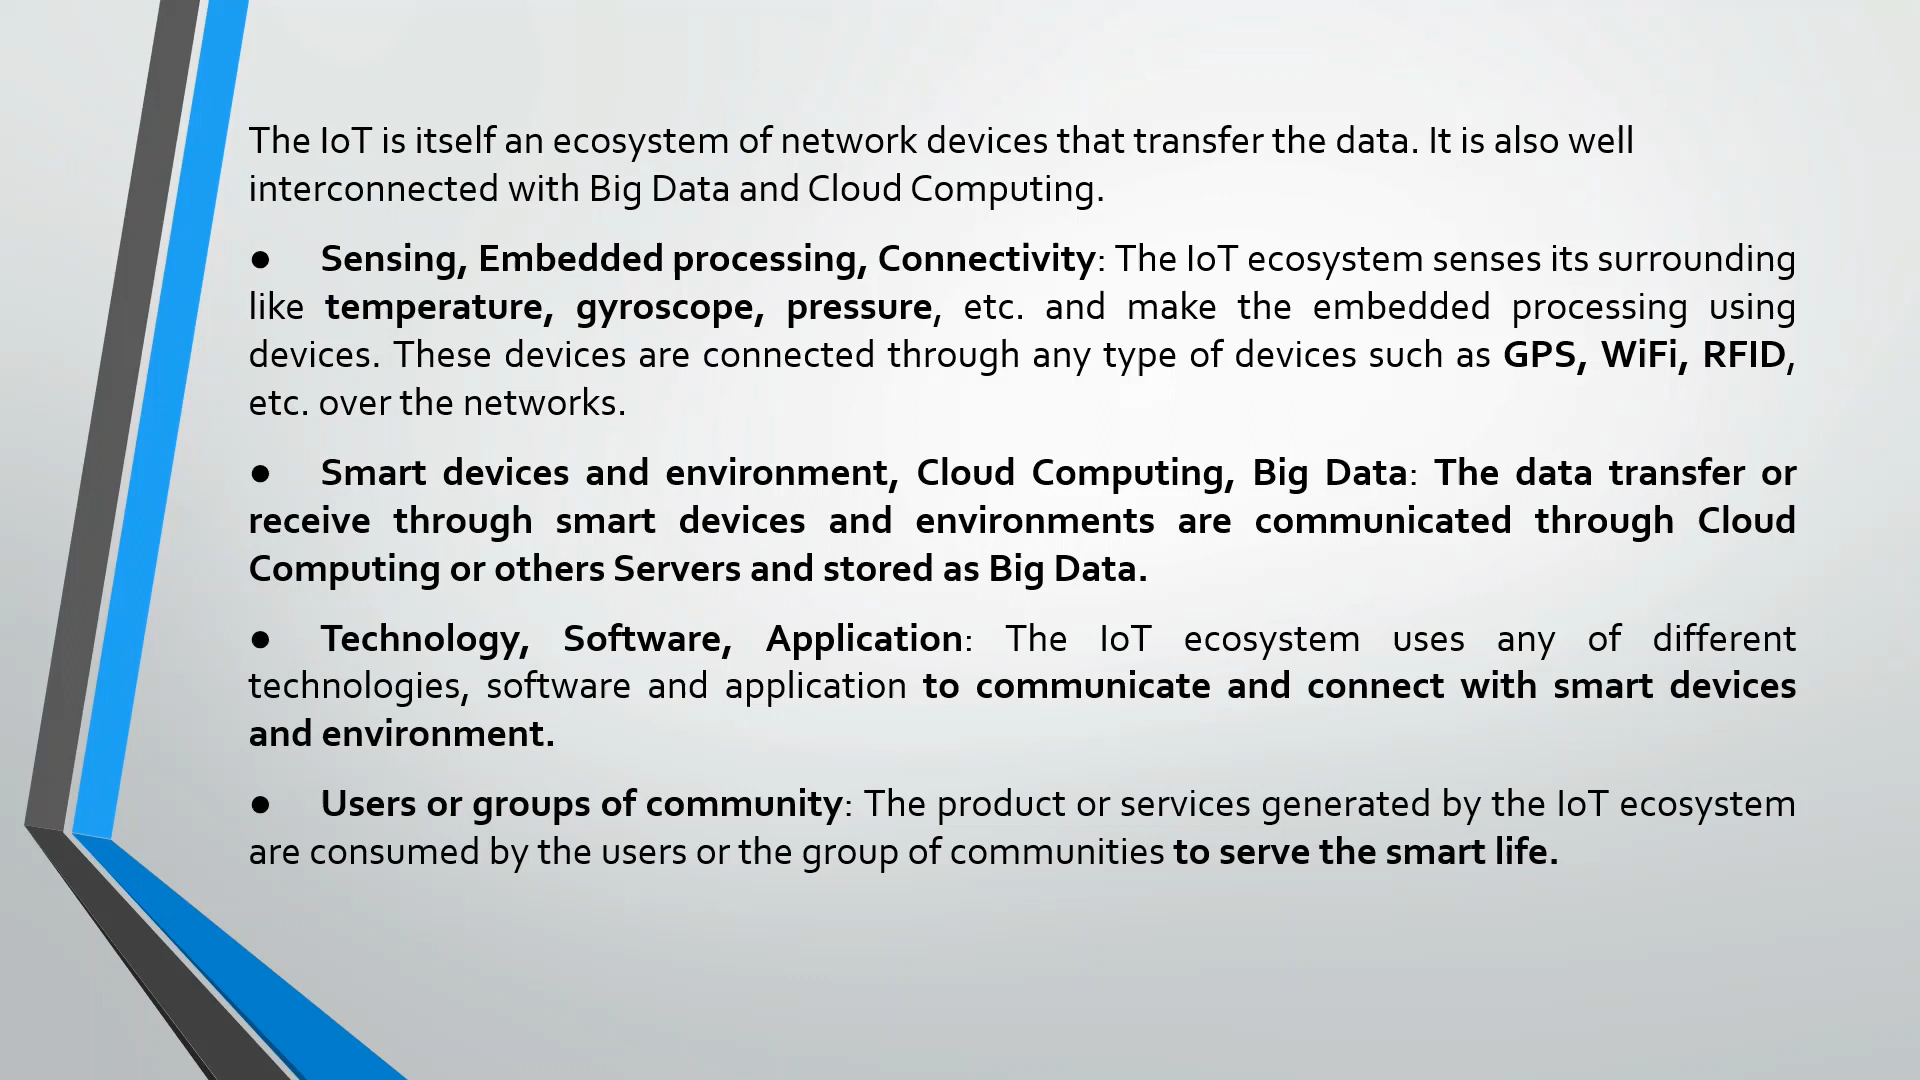 The IoT is itself an ecosystem of network devices that transfer the data. It is also well
interconnected with Big Data and Cloud Computing.
● Sensing, Embedded processing, Connectivity: The IoT ecosystem senses its surrounding
like temperature, gyroscope, pressure, etc. and make the embedded processing using
devices. These devices are connected through any type of devices such as GPS, WiFi, RFID,
etc. over the networks.
● Smart devices and environment, Cloud Computing, Big Data: The data transfer or
receive through smart devices and environments are communicated through Cloud
Computing or others Servers and stored as Big Data.
● Technology, Software, Application: The IoT ecosystem uses any of different
technologies, software and application to communicate and connect with smart devices
and environment.
● Users or groups of community: The product or services generated by the IoT ecosystem
are consumed by the users or the group of communities to serve the smart life.